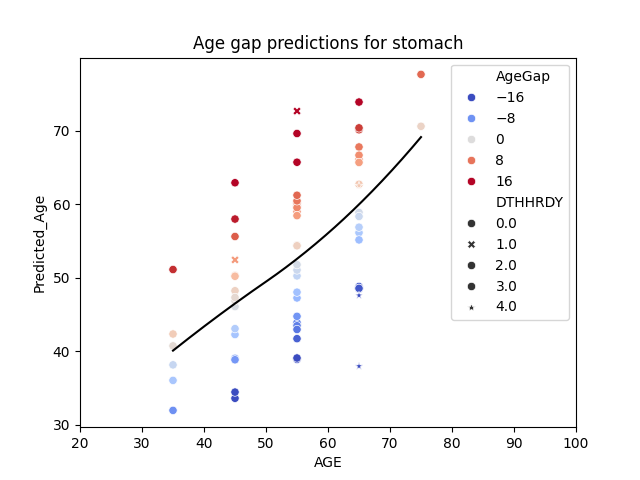 Age gap predictions for stomach
Predicted_Age
70
60
50
40
30
20 30 40 50 60 70 80 90 100
AGE
AgeGap
−16
−8
0
8
16
DTHHRDY
0.0
1.0
2.0
3.0
4.0